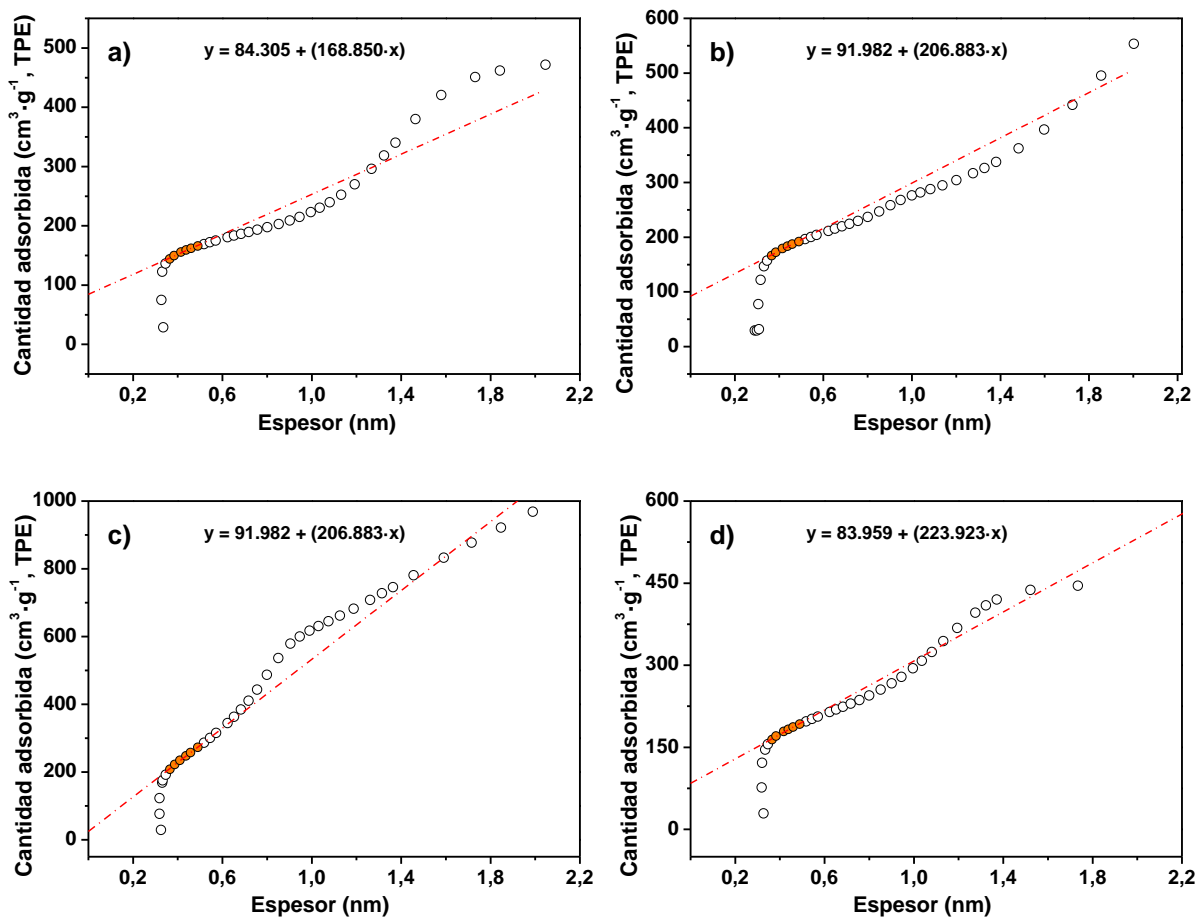 a)
y = 84.305 + (168.850·x)
Cantidad adsorbida (cm³·g⁻¹, TPE)
500
400
300
200
100
0
0,2 0,6 1,0 1,4 1,8 2,2
Espesor (nm)
b)
y = 91.982 + (206.883·x)
Cantidad adsorbida (cm³·g⁻¹, TPE)
600
500
400
300
200
100
0
0,2 0,6 1,0 1,4 1,8 2,2
Espesor (nm)
c)
y = 91.982 + (206.883·x)
Cantidad adsorbida (cm³·g⁻¹, TPE)
1000
800
600
400
200
0
0,2 0,6 1,0 1,4 1,8 2,2
Espesor (nm)
d)
y = 83.959 + (223.923·x)
Cantidad adsorbida (cm³·g⁻¹, TPE)
600
450
300
150
0
0,2 0,6 1,0 1,4 1,8 2,2
Espesor (nm)